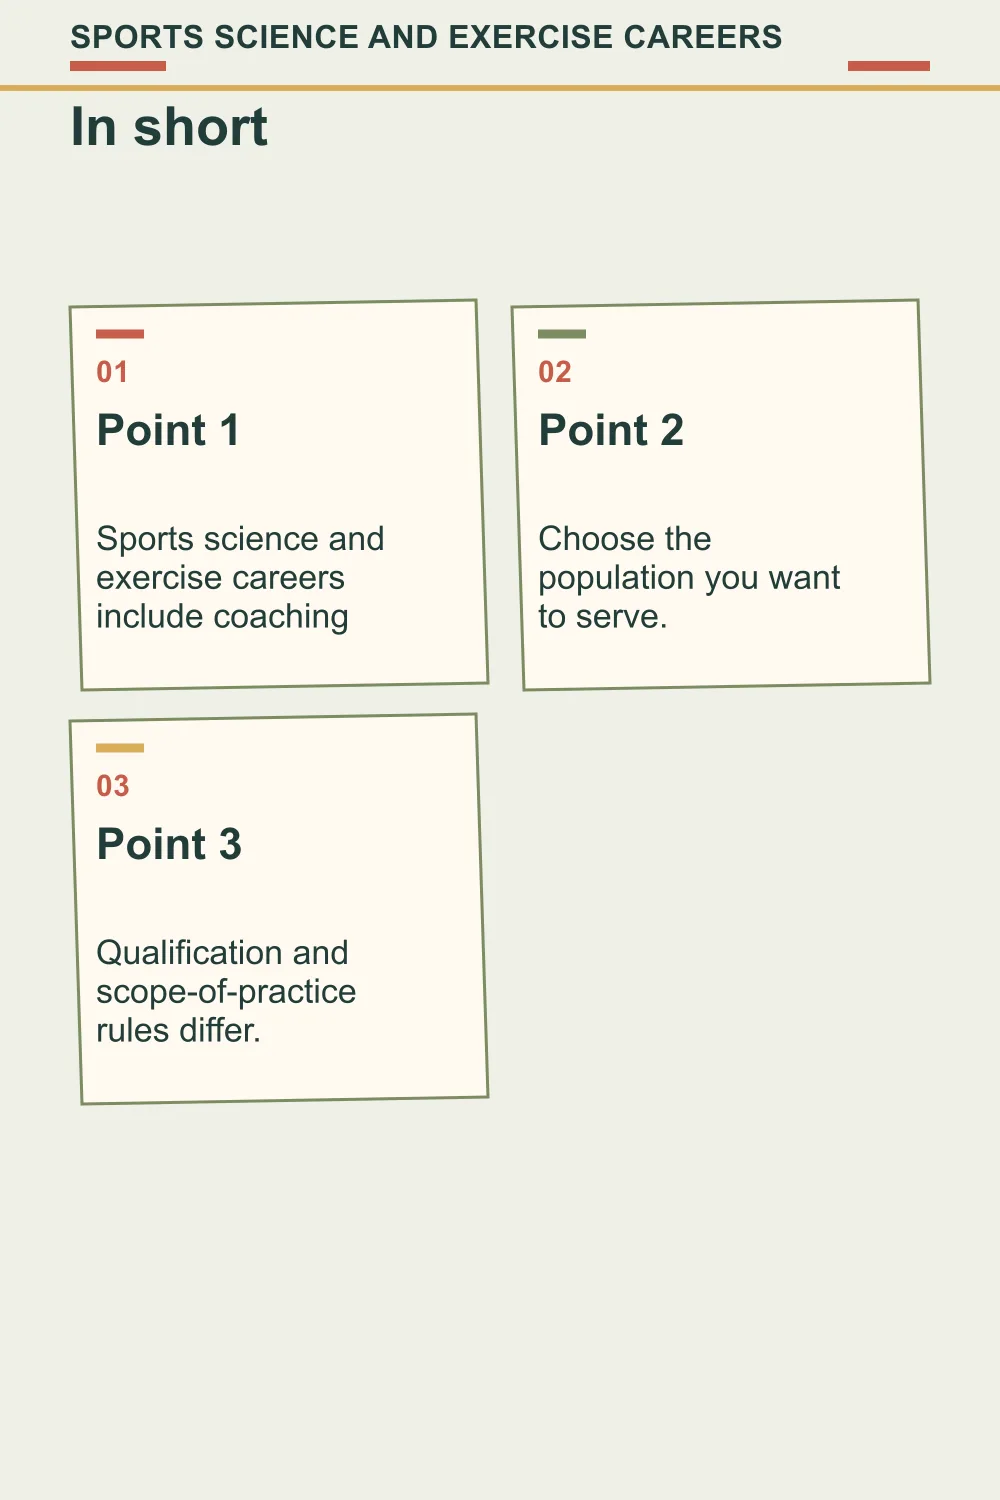 SPORTS SCIENCE AND EXERCISE CAREERS
In short
01
Point 1
Sports science and
exercise careers
include coaching
02
Point 2
Choose the
population you want
to serve.
03
Point 3
Qualification and
scope-of-practice
rules differ.